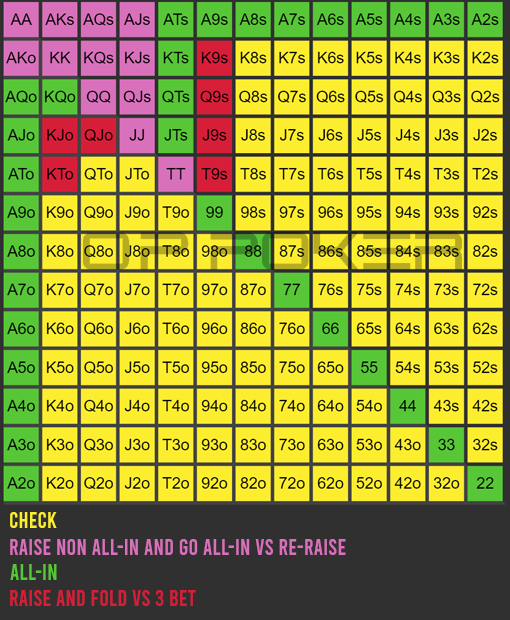 AA AKs AQs AJs ATs A9s A8s A7s A6s A5s A4s A3s A2s
AKo KK KQs KJs KTs K9s K8s K7s K6s K5s K4s K3s K2s
AQo KQo QQ QJs QTs Q9s Q8s Q7s Q6s Q5s Q4s Q3s Q2s
AJo KJo QJo JJ JTs J9s J8s J7s J6s J5s J4s J3s J2s
ATo KTo QTo JTo TT T9s T8s T7s T6s T5s T4s T3s T2s
A9o K9o Q9o J9o T9o 99 98s 97s 96s 95s 94s 93s 92s
A8o K8o Q8o J8o T8o 98o 88 87s 86s 85s 84s 83s 82s
OP POKER
A7o K7o Q7o J7o T7o 97o 87o 77 76s 75s 74s 73s 72s
A6o K6o Q6o J6o T6o 96o 86o 76o 66 65s 64s 63s 62s
A5o K5o Q5o J5o T5o 95o 85o 75o 65o 55 54s 53s 52s
A4o K4o Q4o J4o T4o 94o 84o 74o 64o 54o 44 43s 42s
A3o K3o Q3o J3o T3o 93o 83o 73o 63o 53o 43o 33 32s
A2o K2o Q2o J2o T2o 92o 82o 72o 62o 52o 42o 32o 22
CHECK
RAISE NON ALL-IN AND GO ALL-IN VS RE-RAISE
ALL-IN
RAISE AND FOLD VS 3 BET